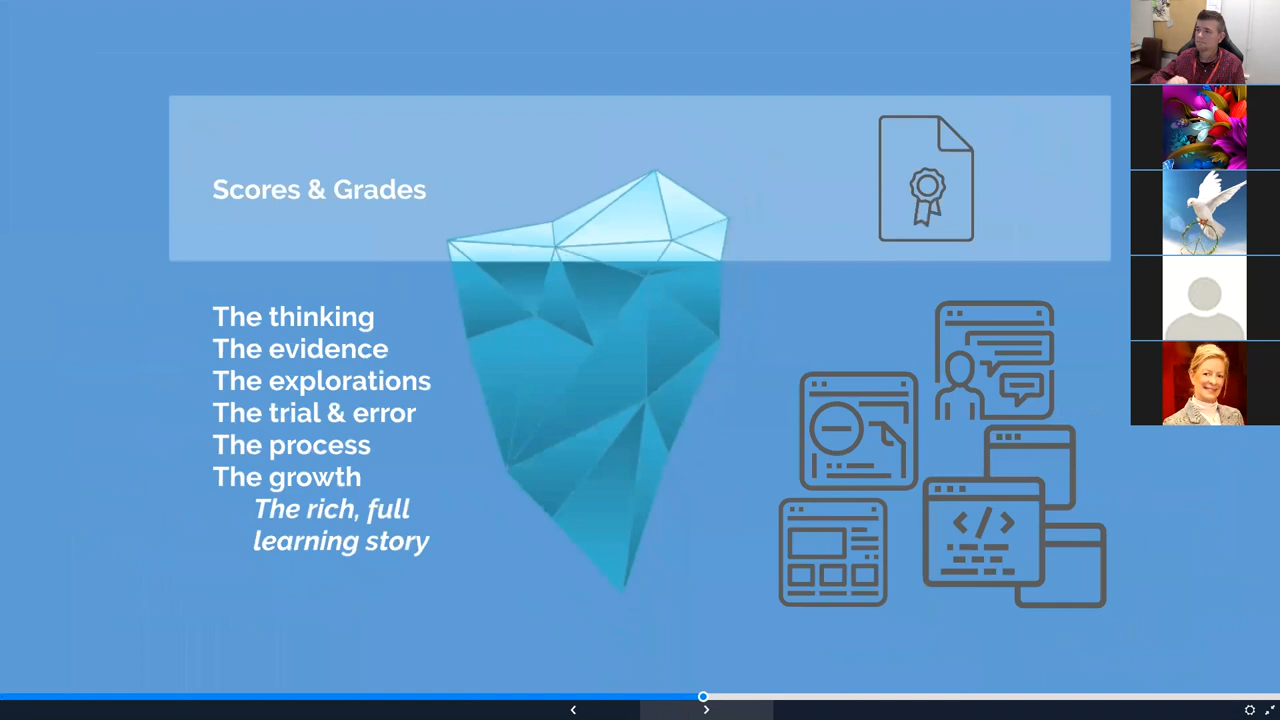 Scores & Grades
The thinking
The evidence
The explorations
The trial & error
The process
The growth
The rich, full
learning story